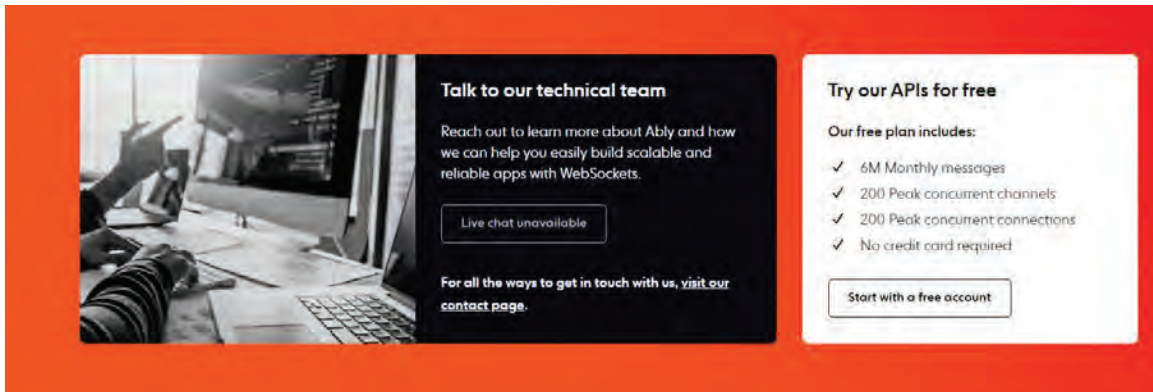 Talk to our technical team
Reach out to learn more about Ably and how
we can help you easily build scalable and
reliable apps with WebSockets.
Live chat unavailable
For all the ways to get in touch with us, visit our
contact page.
Try our APIs for free
Our free plan includes:
✓ 6M Monthly messages
✓ 200 Peak concurrent channels
✓ 200 Peak concurrent connections
✓ No credit card required
Start with a free account